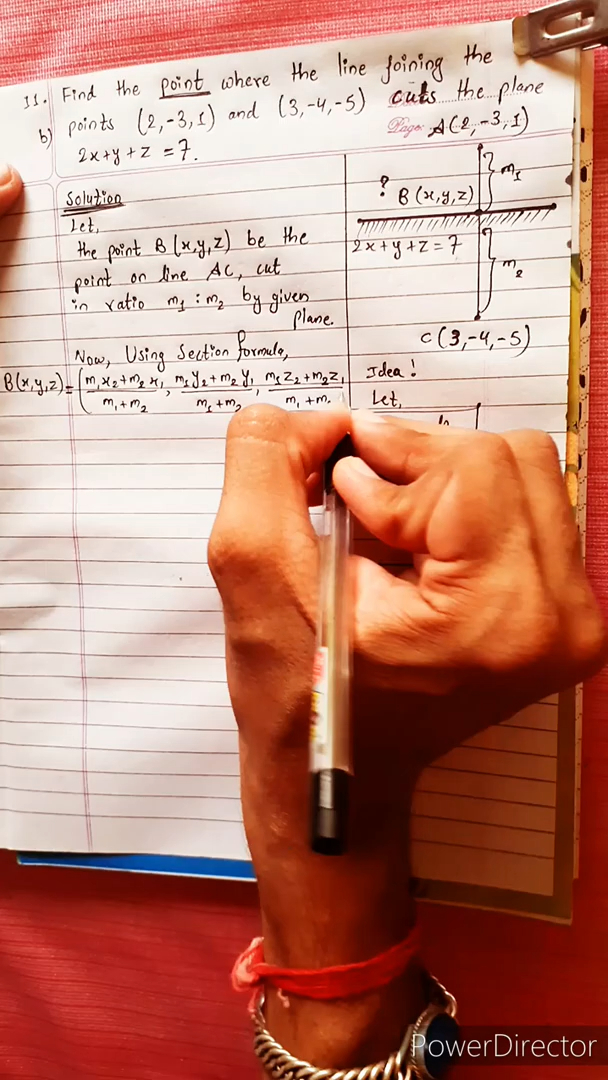 11. Find the point where the line joining the
b) points (2,-3,1) and (3,-4,-5) cuts the plane
2x+y+z=7.
Page: A(2,-3,1)
Solution
Let,
the point B(x,y,z) be the
point on line AC, cut
in ratio m₁:m₂ by given
plane.
Now, Using Section formula,
B(x,y,z)=(m₁x₂+m₂x₁/m₁+m₂, m₁y₂+m₂y₁/m₁+m₂, m₁z₂+m₂z₁/m₁+m
m₁
? B(x,y,z)
2x+y+z=7
m₂
C(3,-4,-5)
Idea!
Let,
PowerDirector